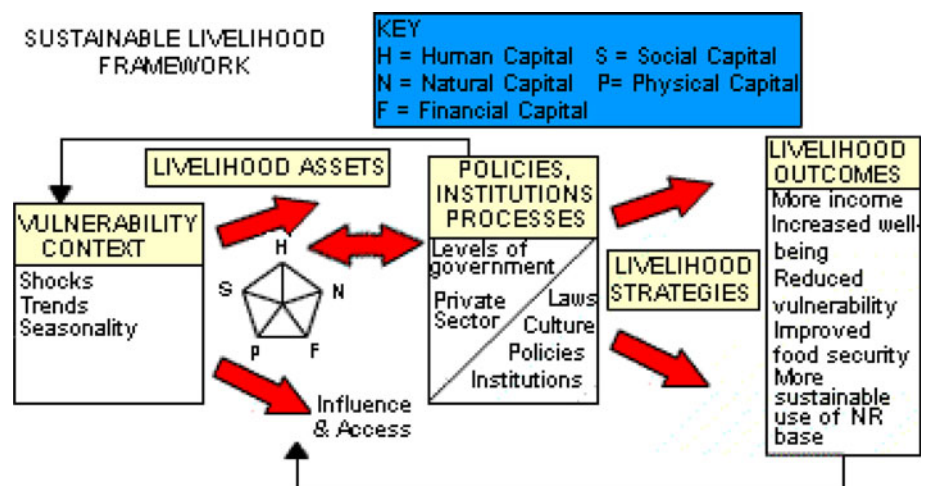 SUSTAINABLE LIVELIHOOD
FRAMEWORK
KEY
H = Human Capital S = Social Capital
N = Natural Capital P= Physical Capital
F = Financial Capital
LIVELIHOOD ASSETS
VULNERABILITY
CONTEXT
Shocks
Trends
Seasonality
H
S
N
P
F
Influence
& Access
POLICIES,
INSTITUTIONS
PROCESSES
Levels of
government
Private
Sector
Laws
Culture
Policies
Institutions
LIVELIHOOD
STRATEGIES
LIVELIHOOD
OUTCOMES
More income
Increased well-
being
Reduced
vulnerability
Improved
food security
More
sustainable
use of NR
base